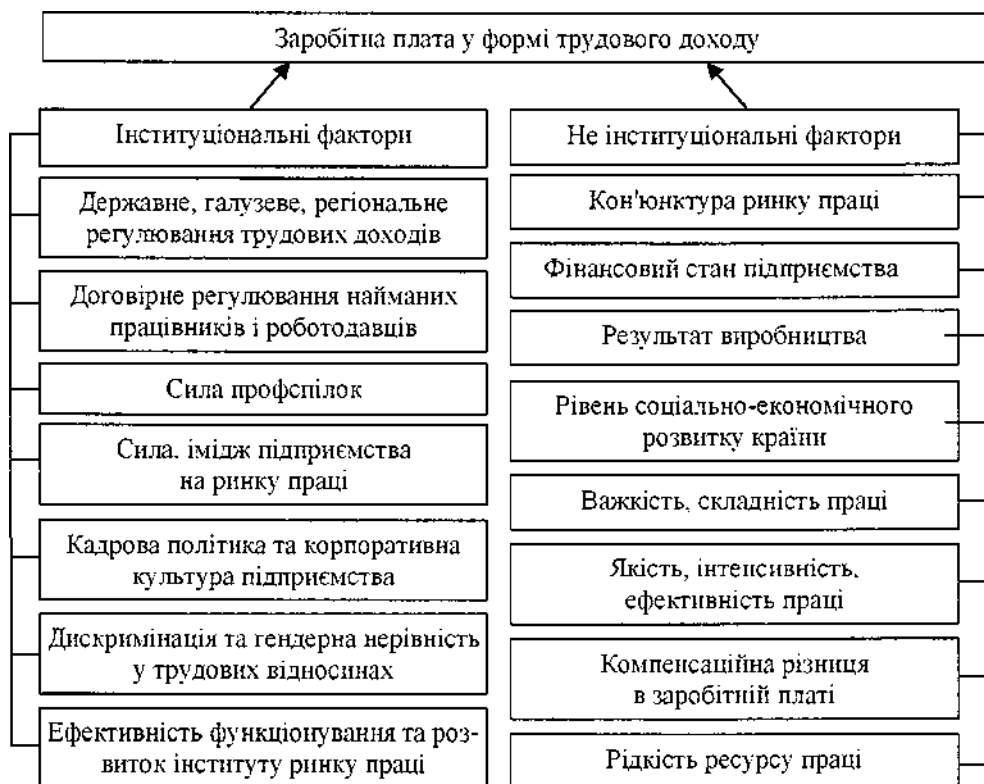 Заробітна плата у формі трудового доходу
Інституціональні фактори
Державне, галузеве, регіональне
регулювання трудових доходів
Договірне регулювання найманих
працівників і роботодавців
Сила профспілок
Сила. імідж підприємства
на ринку праці
Кадрова політика та корпоративна
культура підприємства
Дискримінація та гендерна нерівність
у трудових відносинах
Ефективність функціонування та роз-
виток інституту ринку праці
Не інституціональні фактори
Кон'юнктура ринку праці
Фінансовий стан підприємства
Результат виробництва
Рівень соціально-економічного
розвитку країни
Важкість, складність праці
Якість, інтенсивність,
ефективність праці
Компенсаційна різниця
в заробітній платі
Рідкість ресурсу праці